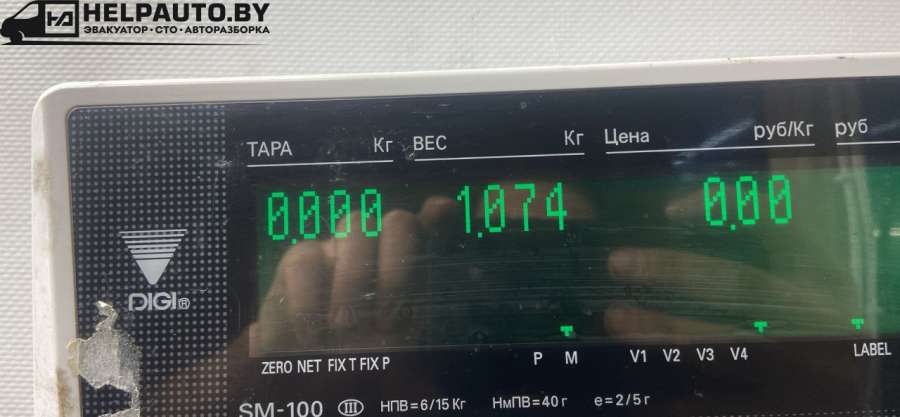 HELPAUTO.BY
ЭВАКУАТОР • СТО • АВТОРАЗБОРКА
ТАРА Кг ВЕС Кг Цена руб/Кг руб
0.000 1.074 0.00
DIGI®
ZERO NET FIX T FIX P P M V1 V2 V3 V4 LABEL
SM-100 III НПВ=6/15 Кг НмПВ=40 г e=2/5 г